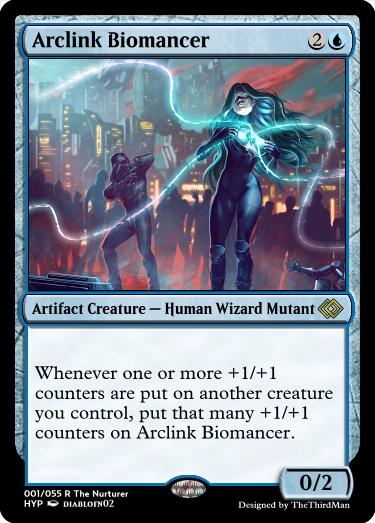 Arclink Biomancer 2
Artifact Creature — Human Wizard Mutant
Whenever one or more +1/+1
counters are put on another creature
you control, put that many +1/+1
counters on Arclink Biomancer.
0/2
001/055 R The Nurturer
HYP DIABLOFN02
Designed by TheThirdMan